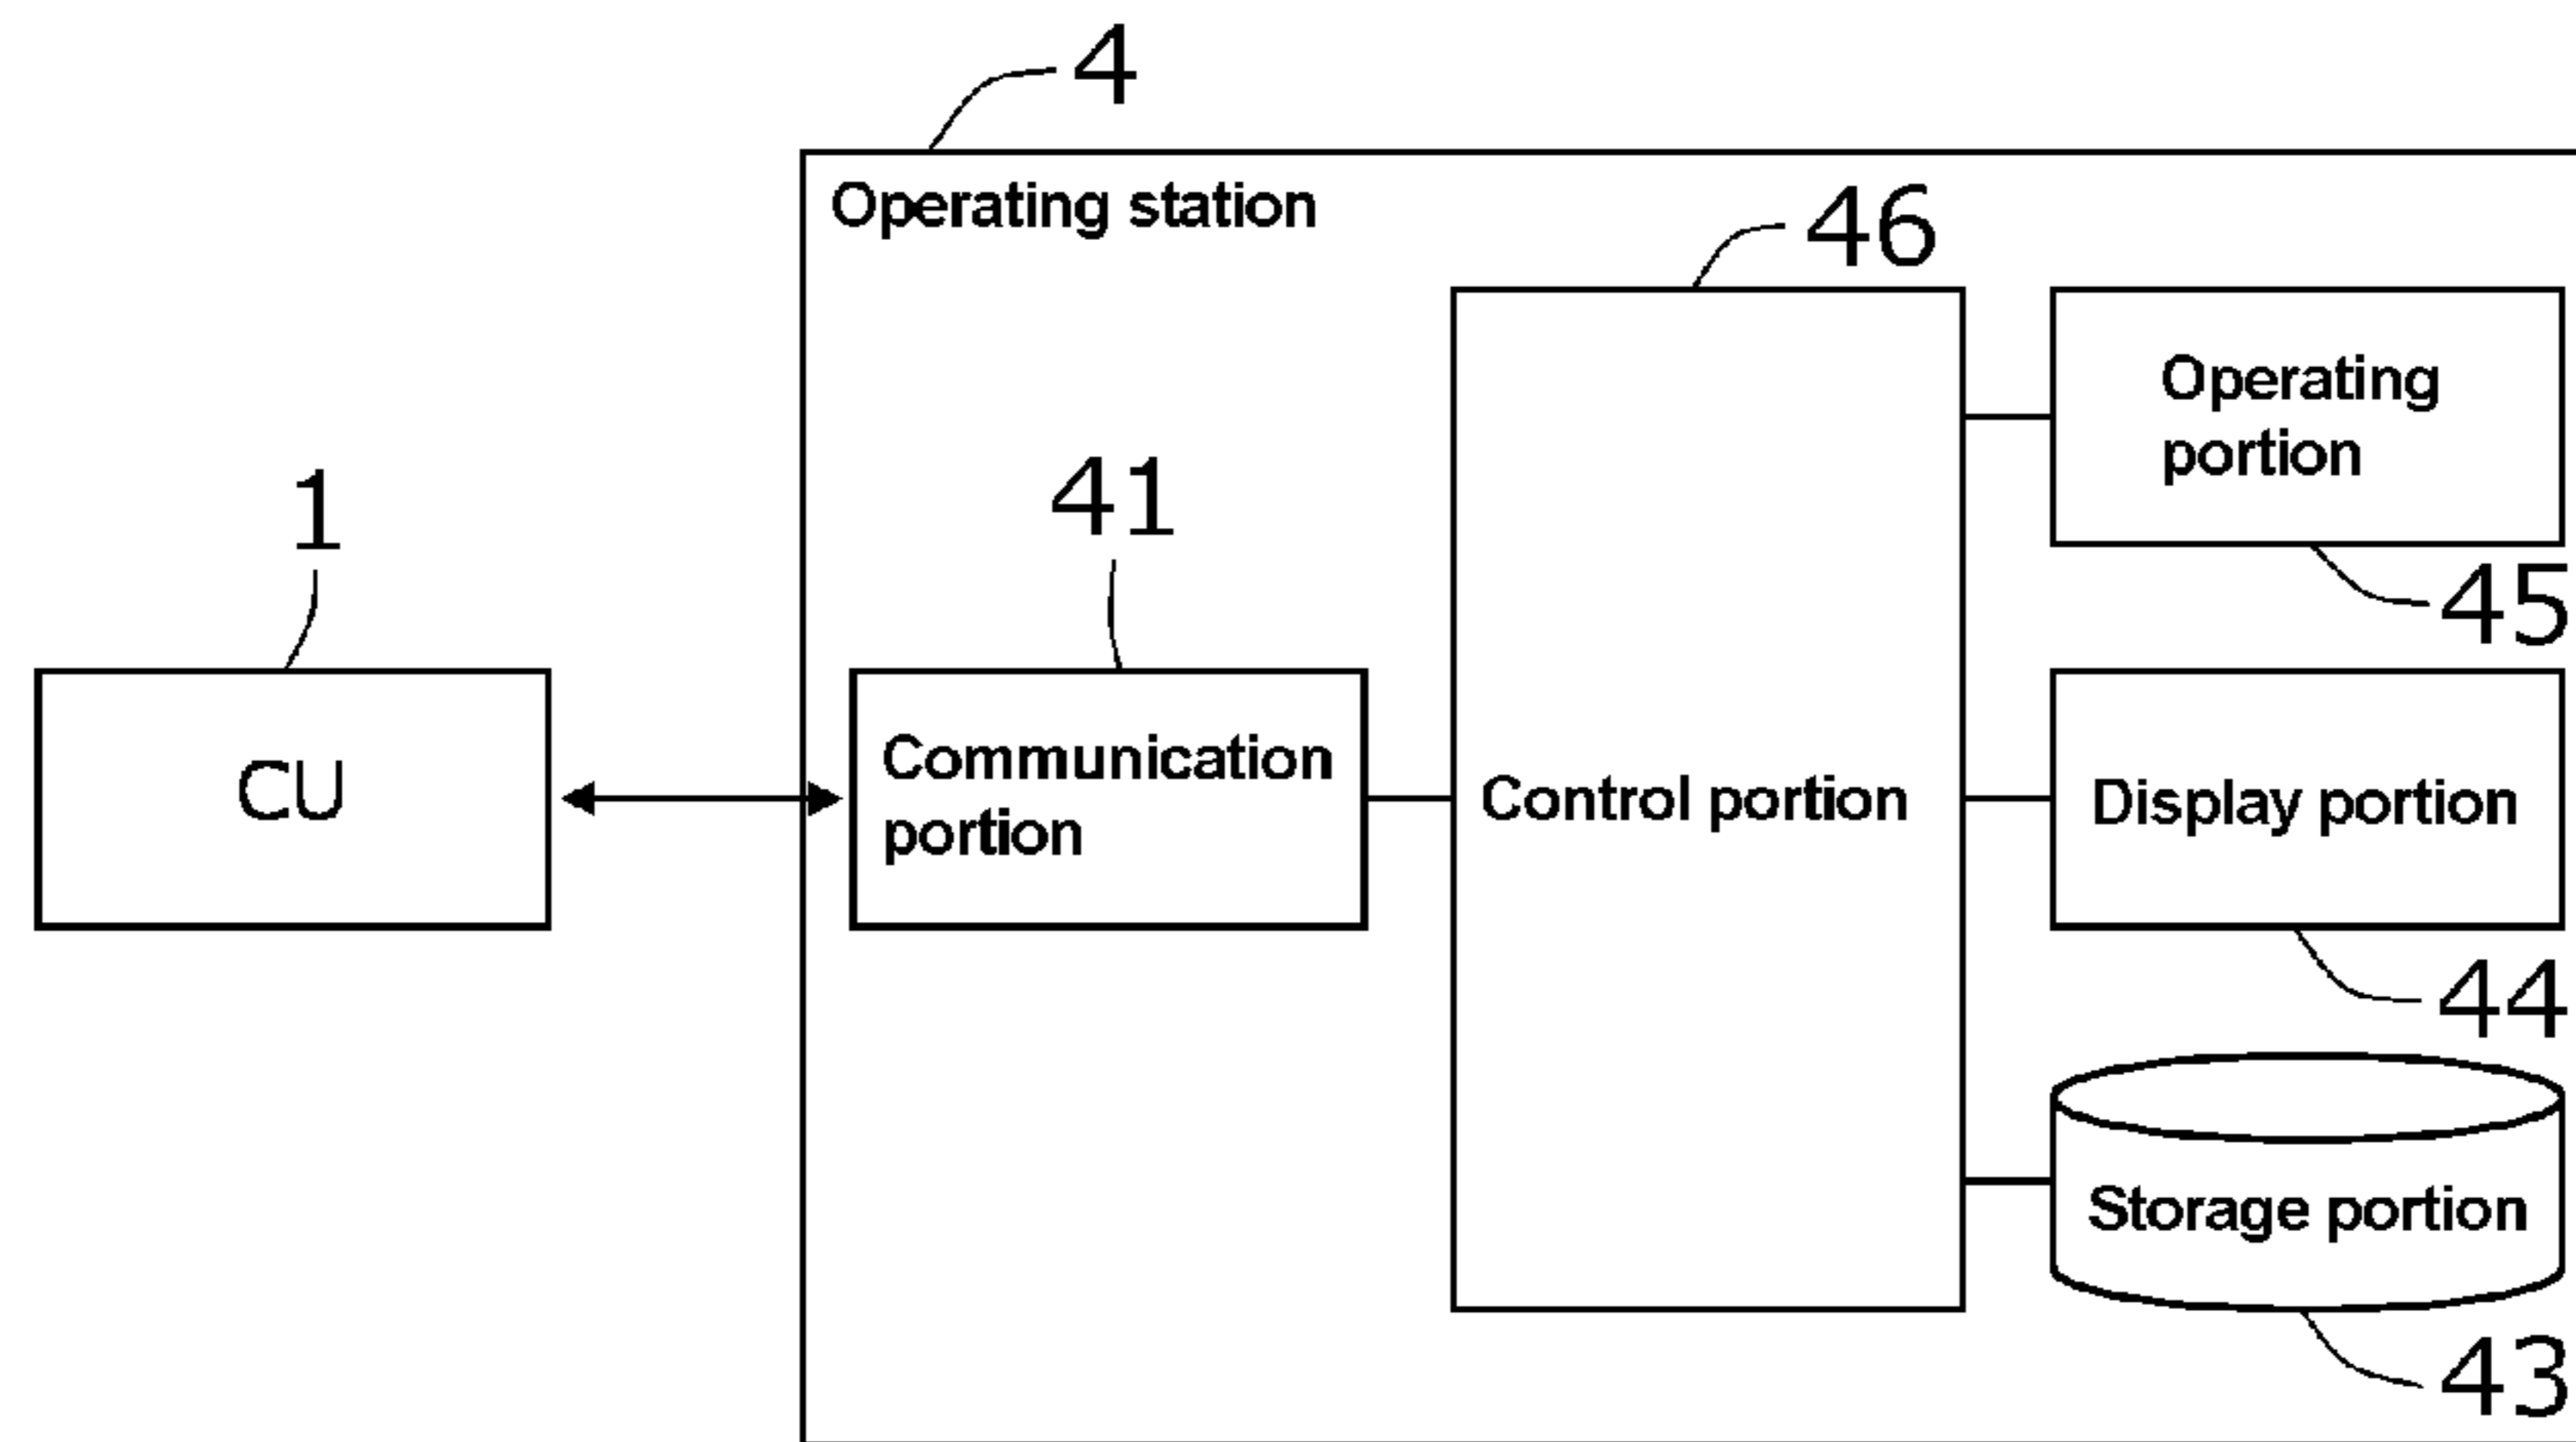 4
Operating station
46
Operating
portion
45
1
41
CU
Communication
portion
Control portion
Display portion
44
Storage portion
43